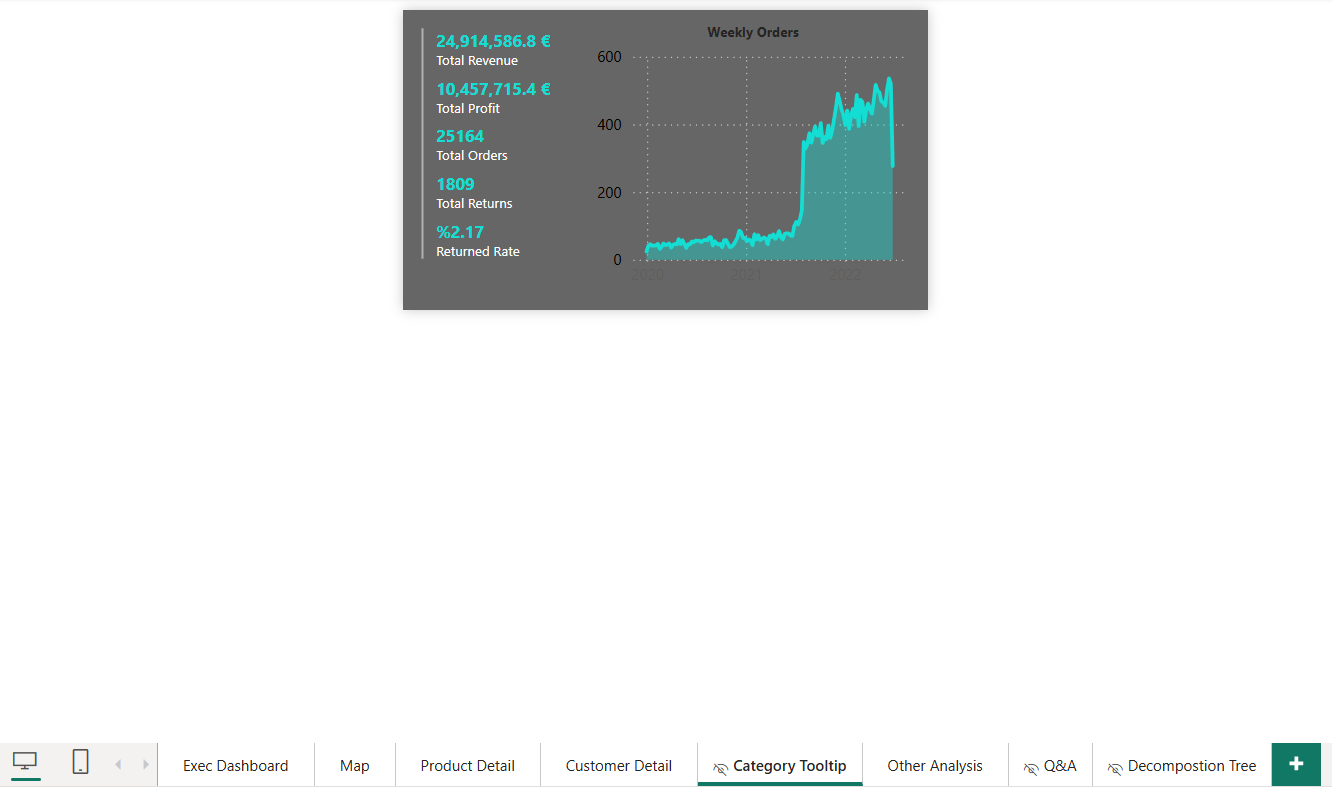 24,914,586.8 €
Total Revenue
10,457,715.4 €
Total Profit
25164
Total Orders
1809
Total Returns
%2.17
Returned Rate
Weekly Orders
600
400
200
0
2020 2021 2022
Exec Dashboard Map Product Detail Customer Detail Category Tooltip Other Analysis Q&A Decompostion Tree